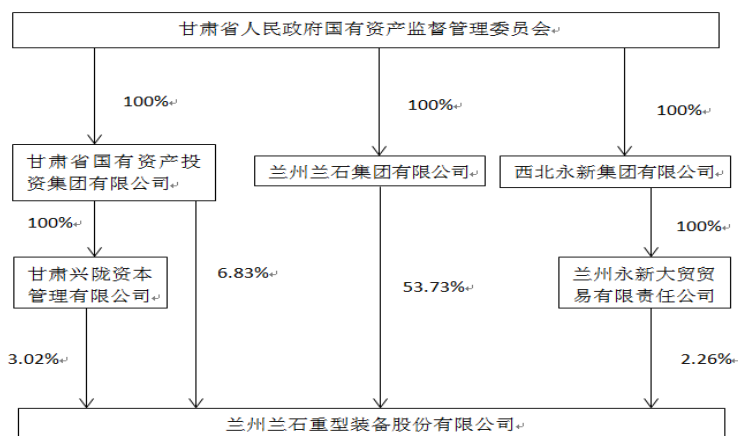 甘肃省人民政府国有资产监督管理委员会
100%
100%
100%
甘肃省国有资产投
资集团有限公司
兰州兰石集团有限公司
西北永新集团有限公司
100%
100%
甘肃兴陇资本
管理有限公司
6.83%
53.73%
兰州永新大贸贸
易有限责任公司
3.02%
2.26%
兰州兰石重型装备股份有限公司